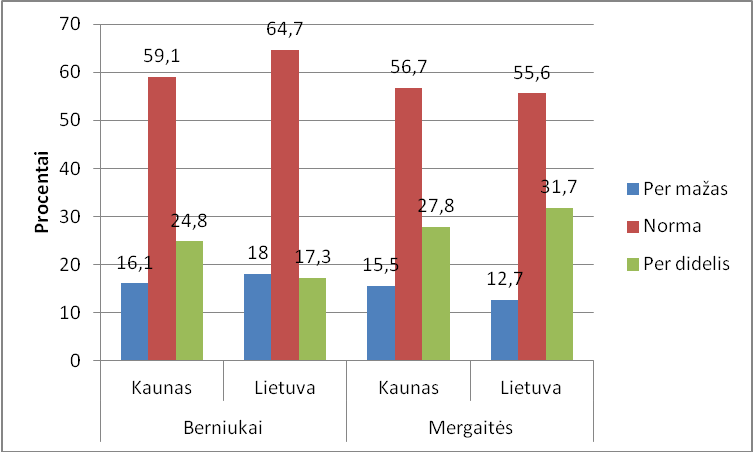 Procentai
70
60
50
40
30
20
10
0
16,1
59,1
24,8
18
64,7
17,3
15,5
56,7
27,8
12,7
55,6
31,7
Kaunas
Lietuva
Kaunas
Lietuva
Berniukai
Mergaitės
Per mažas
Norma
Per didelis